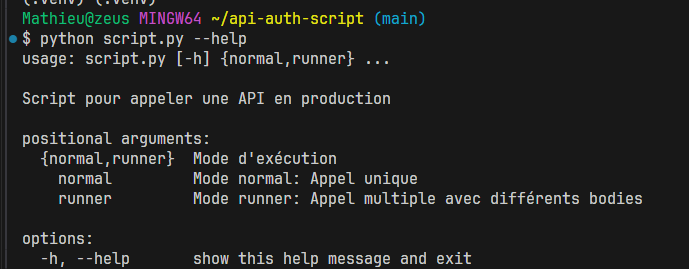 (.venv) (.venv)
Mathieu@zeus MINGW64 ~/api-auth-script (main)
$ python script.py --help
usage: script.py [-h] {normal,runner} ...
Script pour appeler une API en production
positional arguments:
{normal,runner} Mode d'exécution
normal Mode normal: Appel unique
runner Mode runner: Appel multiple avec différents bodies
options:
-h, --help show this help message and exit